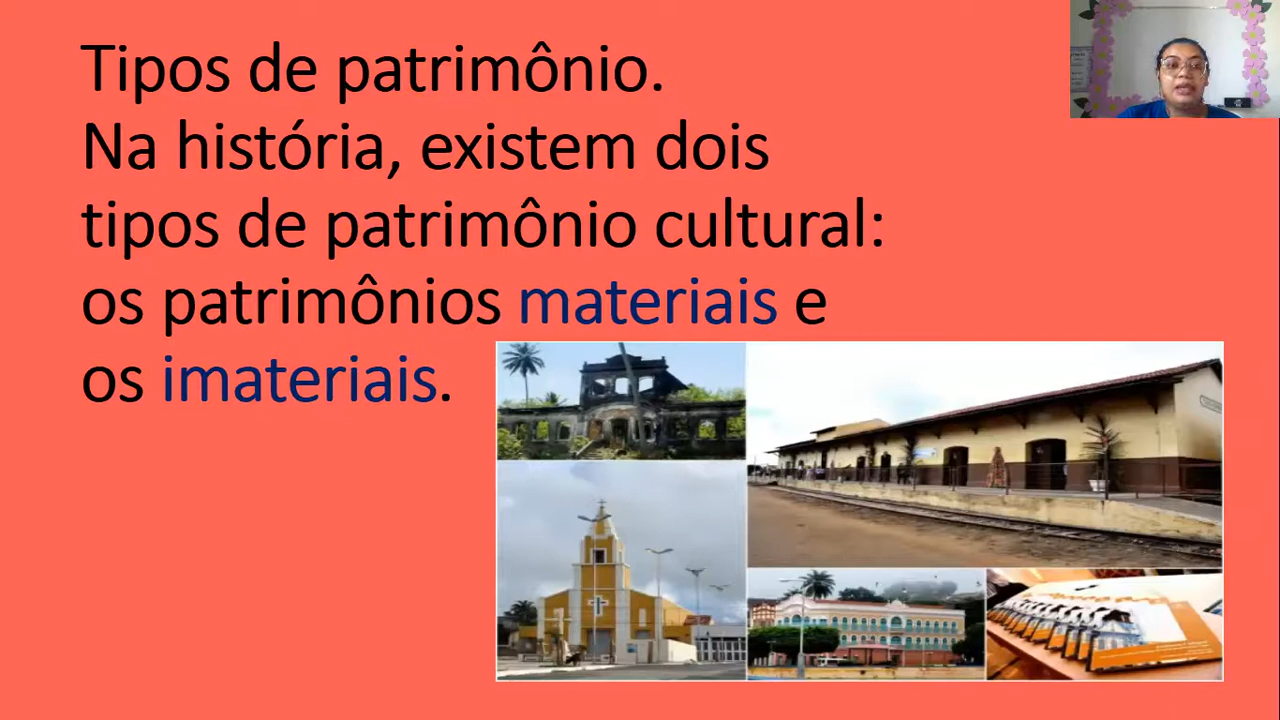 Tipos de patrimônio.
Na história, existem dois
tipos de patrimônio cultural:
os patrimônios materiais e
os imateriais.